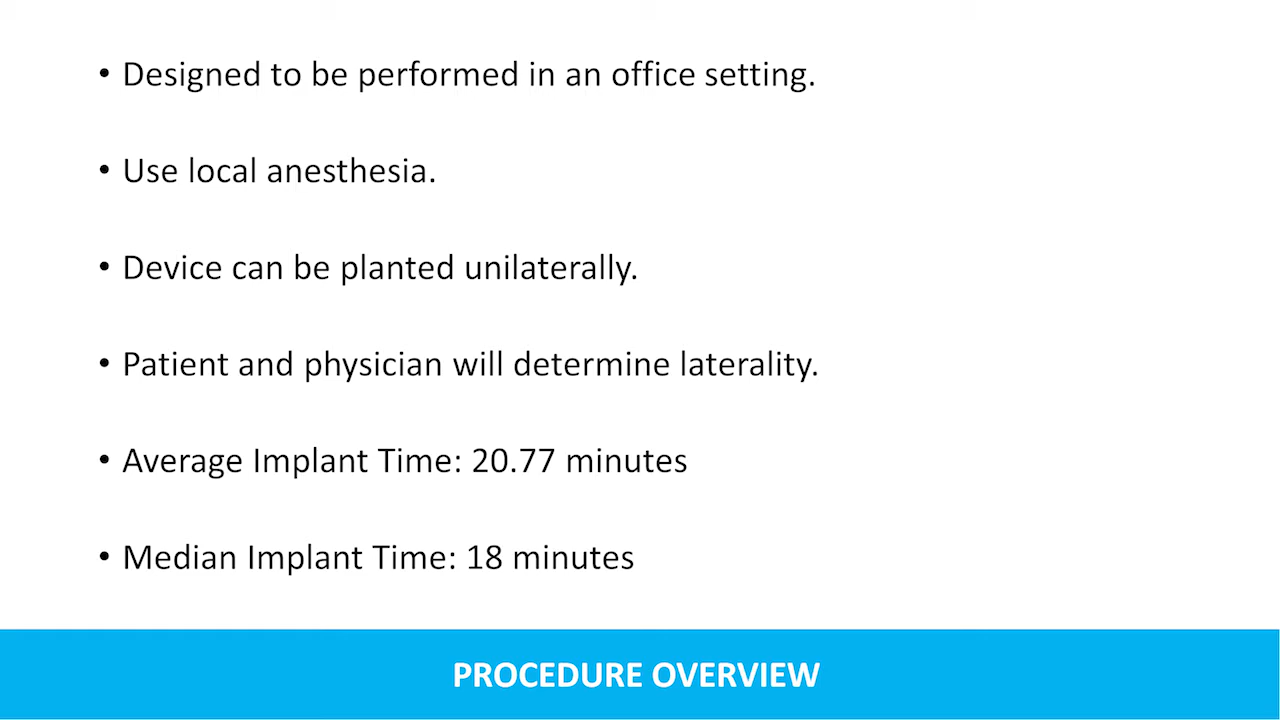 • Designed to be performed in an office setting.
• Use local anesthesia.
• Device can be planted unilaterally.
• Patient and physician will determine laterality.
• Average Implant Time: 20.77 minutes
• Median Implant Time: 18 minutes
PROCEDURE OVERVIEW